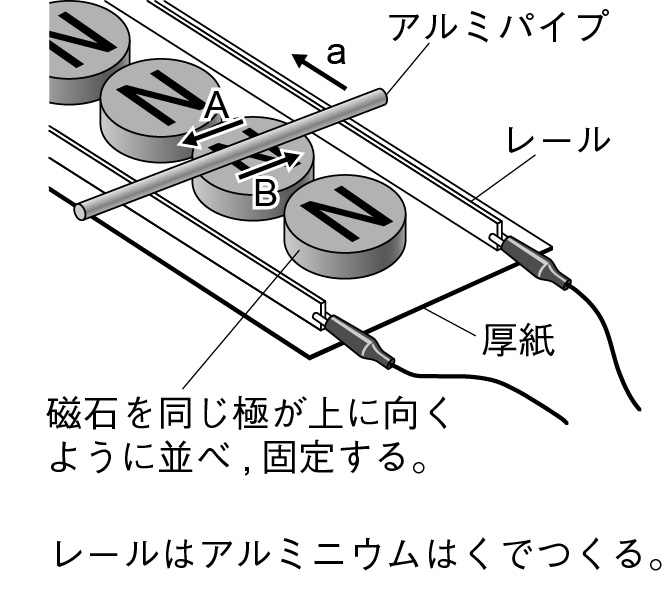 アルミパイプ
a
N
N
A
レール
N
B
N
厚紙
磁石を同じ極が上に向く
ように並べ,固定する。
レールはアルミニウムはくでつくる。